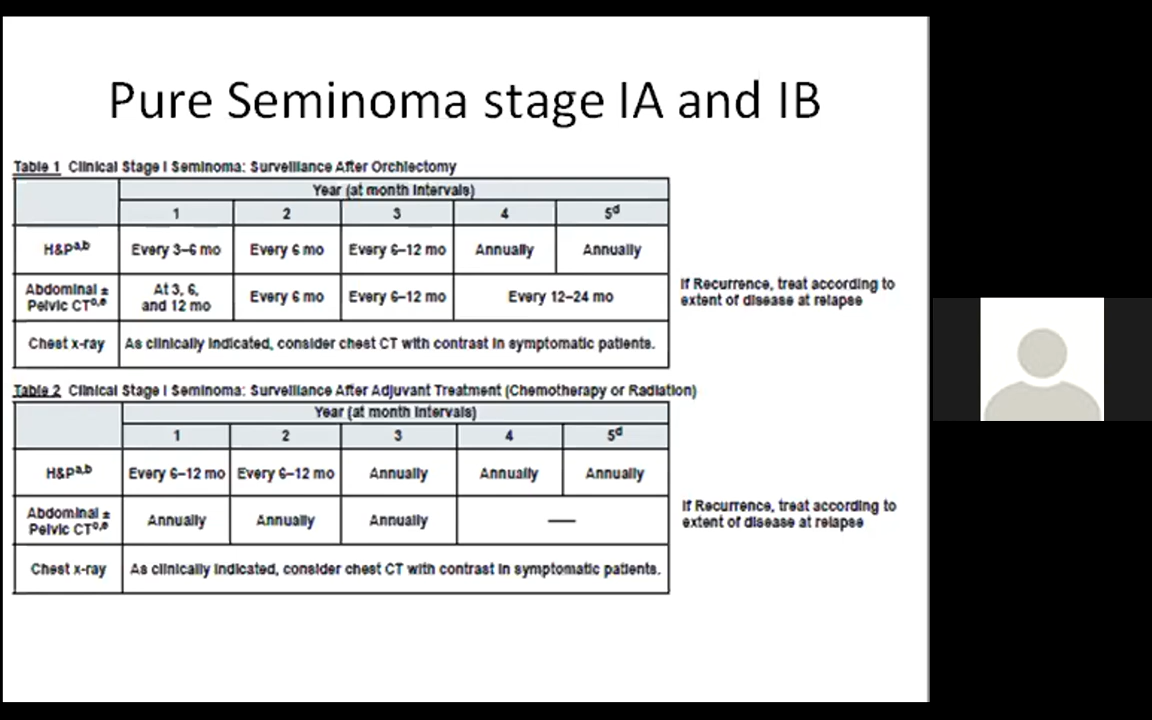 Pure Seminoma stage IA and IB
Table 1 Clinical Stage I Seminoma: Surveillance After Orchiectomy
Year (at month intervals)
1 2 3 4 5d
H&Pa,b Every 3–6 mo Every 6 mo Every 6–12 mo Annually Annually
Abdominal ± Pelvic CTc,e At 3, 6, and 12 mo Every 6 mo Every 6–12 mo Every 12–24 mo
Chest x-ray As clinically indicated, consider chest CT with contrast in symptomatic patients.
If Recurrence, treat according to
extent of disease at relapse
Table 2 Clinical Stage I Seminoma: Surveillance After Adjuvant Treatment (Chemotherapy or Radiation)
Year (at month intervals)
1 2 3 4 5d
H&Pa,b Every 6–12 mo Every 6–12 mo Annually Annually Annually
Abdominal ± Pelvic CTc,e Annually Annually Annually —
Chest x-ray As clinically indicated, consider chest CT with contrast in symptomatic patients.
If Recurrence, treat according to
extent of disease at relapse